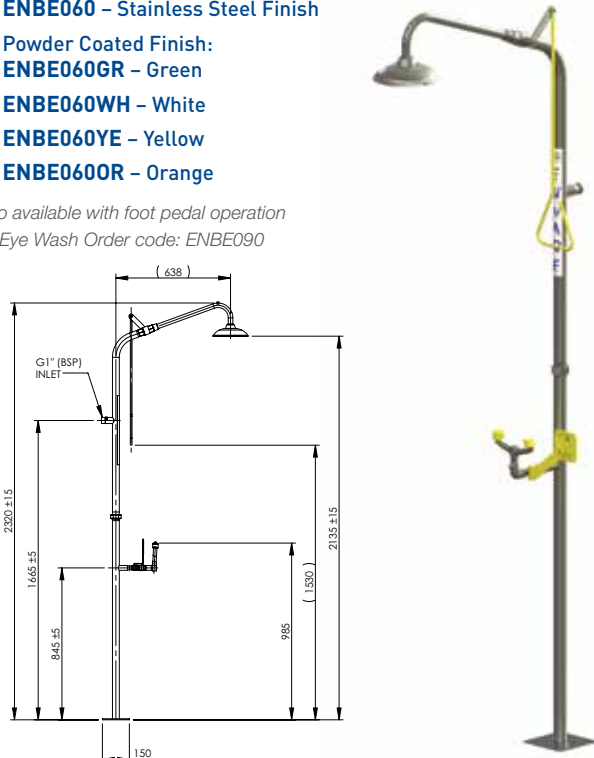 ENBE060 – Stainless Steel Finish
Powder Coated Finish:
ENBE060GR – Green
ENBE060WH – White
ENBE060YE – Yellow
ENBE060OR – Orange
o available with foot pedal operation
Eye Wash Order code: ENBE090
( 638 )
G1" (BSP)
INLET
2320 ±15
1665 ±5
845 ±5
985
( 1530 )
2135 ±15
150